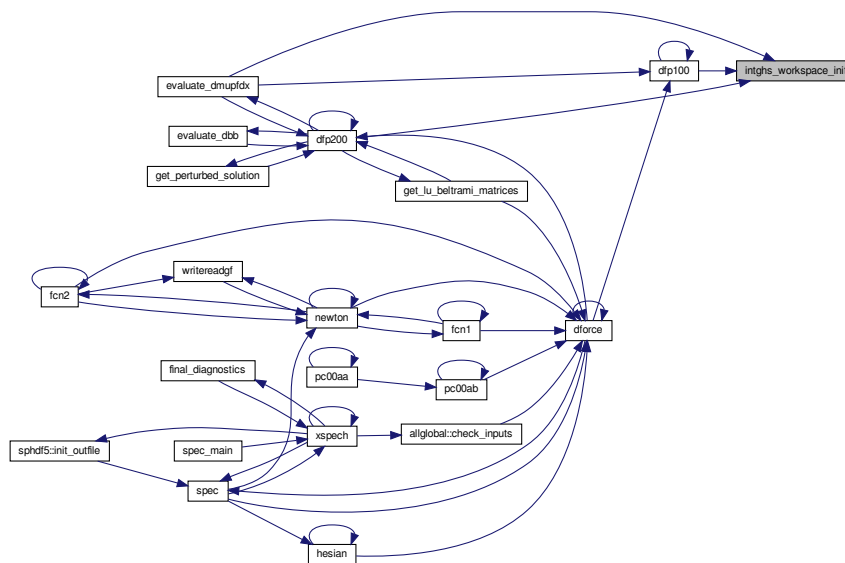 intghs_workspace_init
dfp100
evaluate_dmupfdx
evaluate_dbb
dfp200
get_perturbed_solution
get_lu_beltrami_matrices
writereadgf
fcn2
newton
fcn1
dforce
final_diagnostics
pc00aa
pc00ab
xspech
allglobal::check_inputs
sphdf5::init_outfile
spec_main
spec
hesian